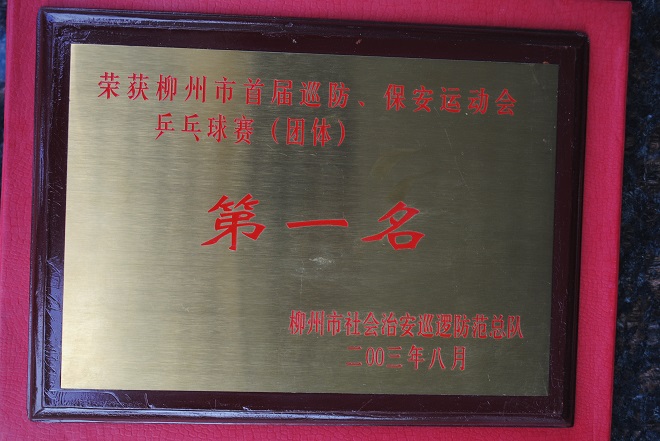 荣获柳州市首届巡防、保安运动会
乒乓球赛（团体）
第一名
柳州市社会治安巡逻防范总队
二00三年八月